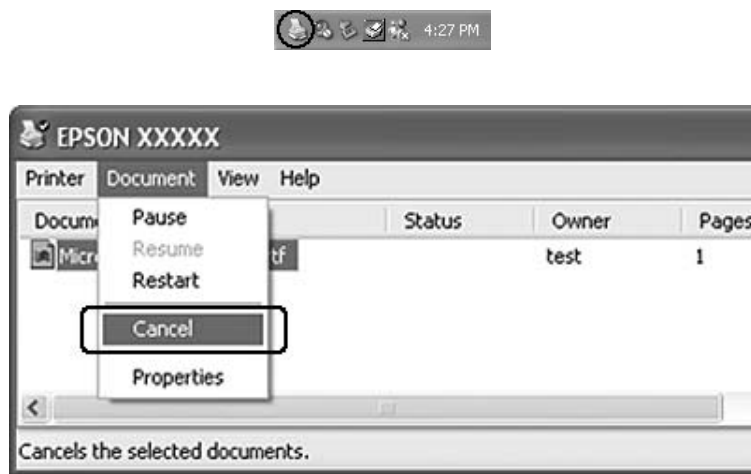 4:27 PM
EPSON XXXXX
Printer Document View Help
Status Owner Pages
Pause
test 1
Resume
Restart
Cancel
Properties
Cancels the selected documents.